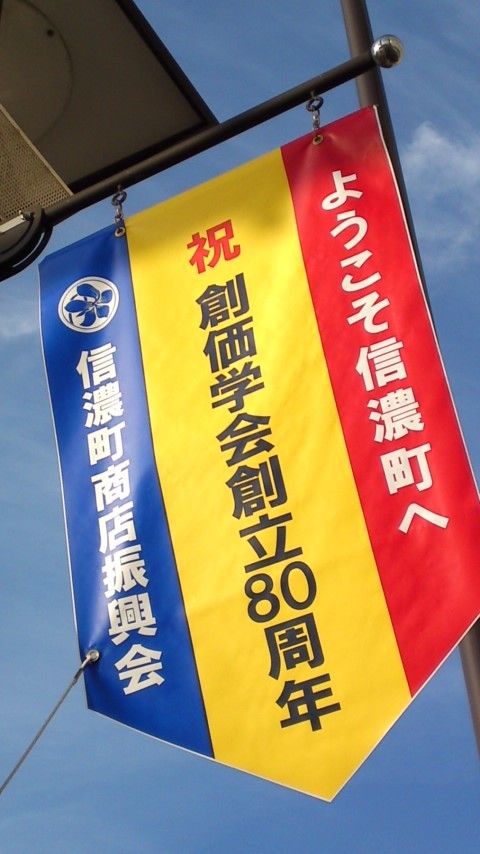 ようこそ信濃町へ
祝 創価学会創立80周年
信濃町商店振興会